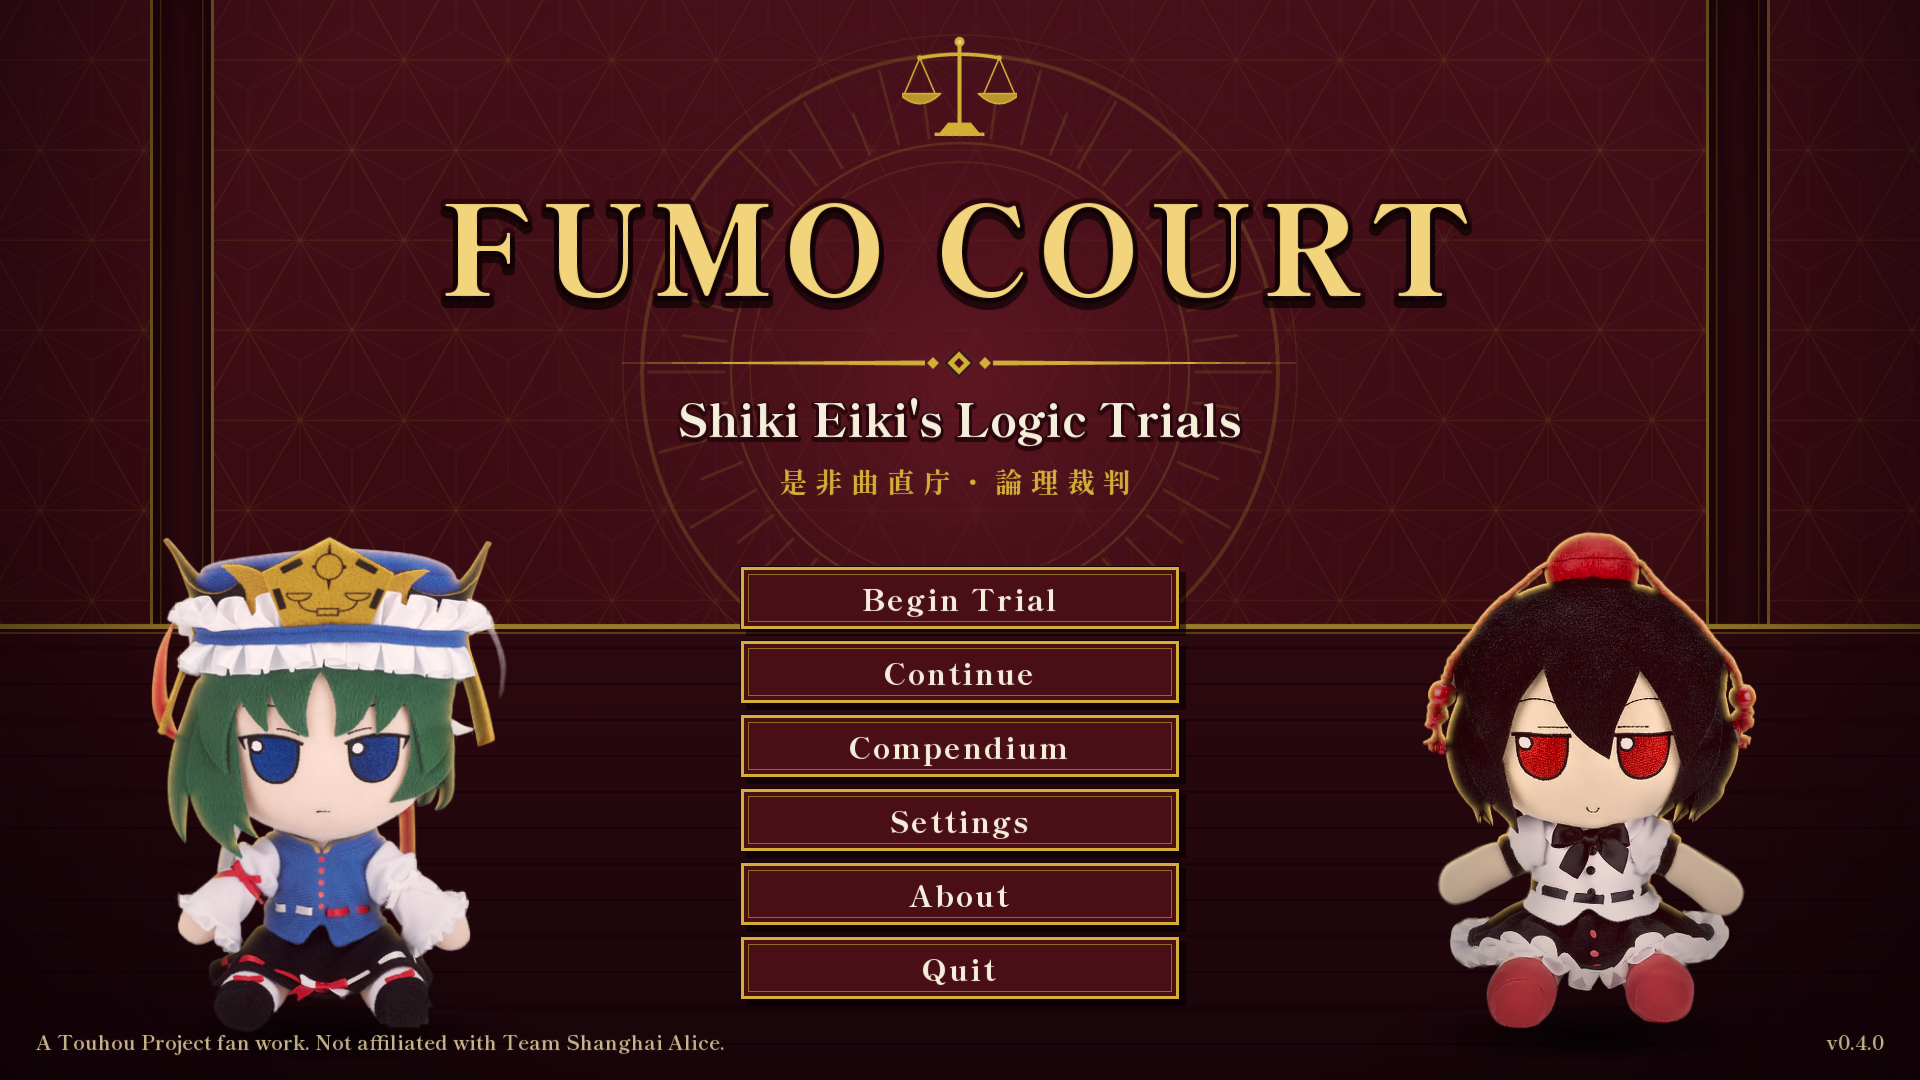 FUMO COURT
Shiki Eiki's Logic Trials
是非曲直庁・論理裁判
Begin Trial
Continue
Compendium
Settings
About
Quit
A Touhou Project fan work. Not affiliated with Team Shanghai Alice.
v0.4.0